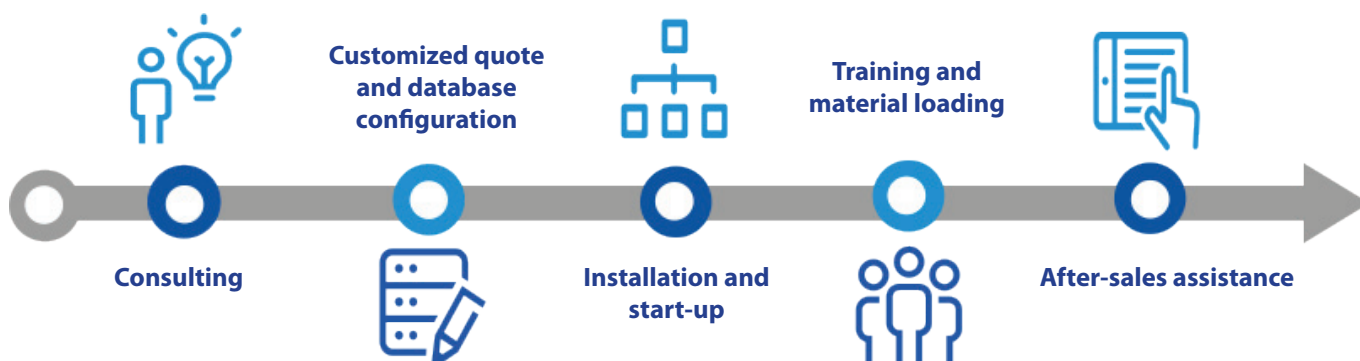 Customized quote
and database
configuration
Training and
material loading
Consulting
Installation and
start-up
After-sales assistance